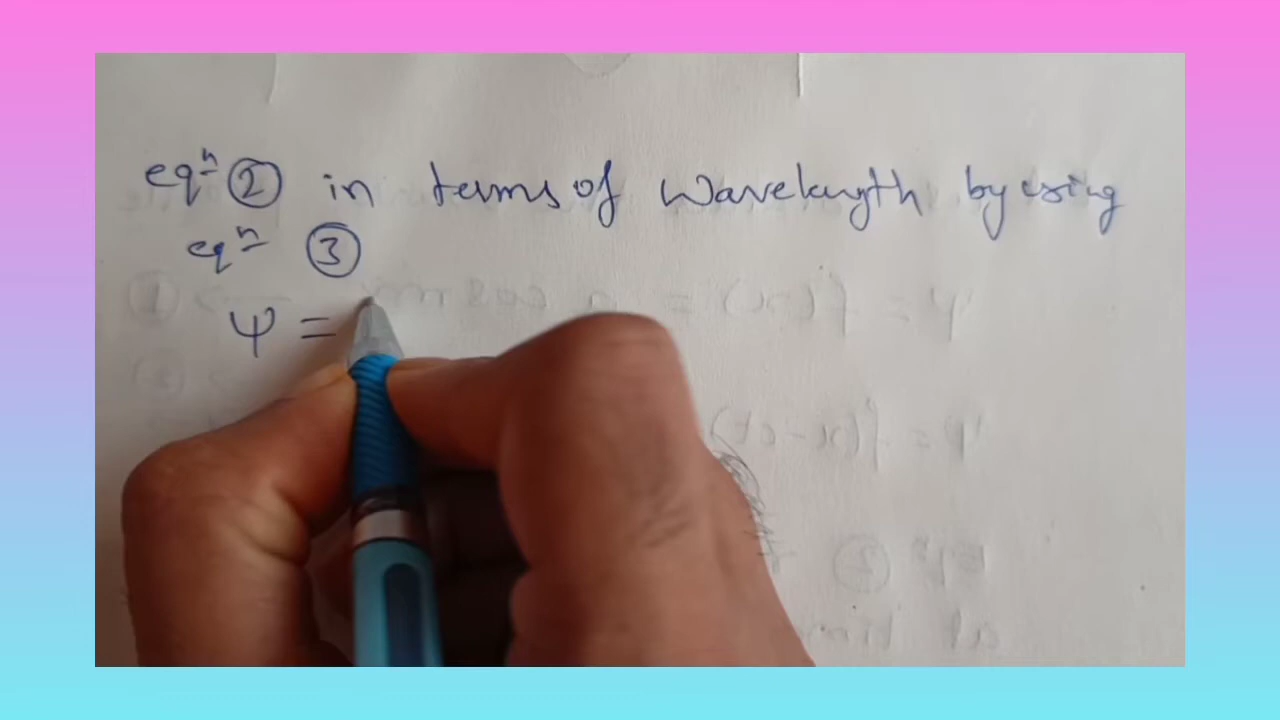 eqⁿ ② in terms of wavelength by using
eqⁿ ③
ψ =